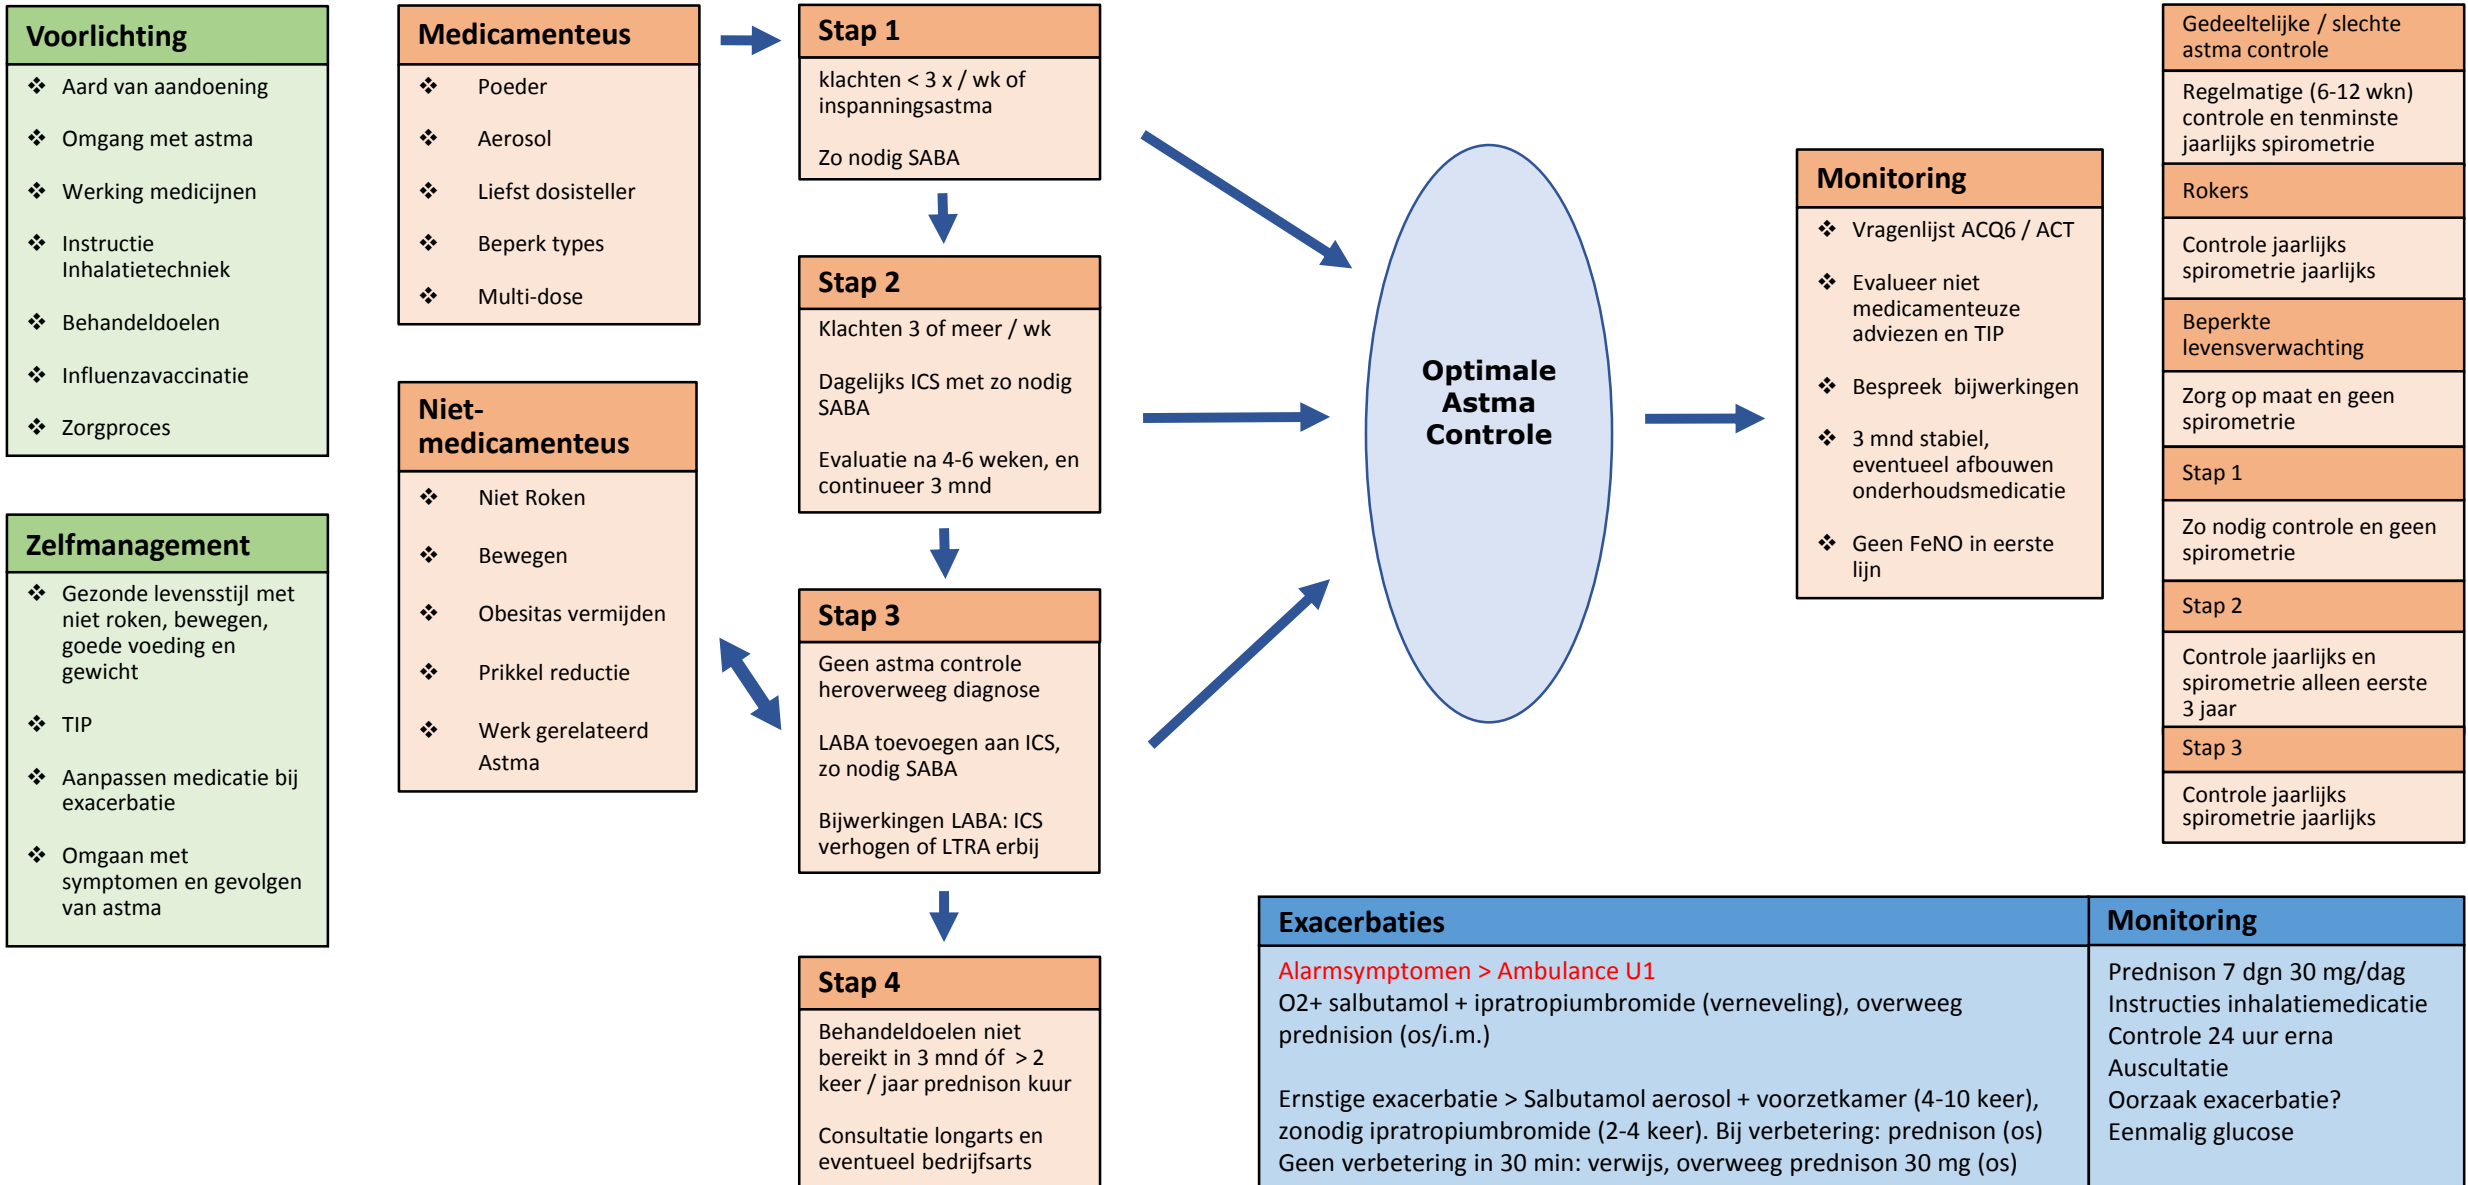 Voorlichting
❖ Aard van aandoening
❖ Omgang met astma
❖ Werking medicijnen
❖ Instructie
Inhalatietechniek
❖ Behandeldoelen
❖ Influenzavaccinatie
❖ Zorgproces
Zelfmanagement
❖ Gezonde levensstijl met
niet roken, bewegen,
goede voeding en
gewicht
❖ TIP
❖ Aanpassen medicatie bij
exacerbatie
❖ Omgaan met
symptomen en gevolgen
van astma
Medicamenteus
❖ Poeder
❖ Aerosol
❖ Liefst dosisteller
❖ Beperk types
❖ Multi-dose
Niet-
medicamenteus
❖ Niet Roken
❖ Bewegen
❖ Obesitas vermijden
❖ Prikkel reductie
❖ Werk gerelateerd
Astma
Stap 1
klachten < 3 x / wk of
inspanningsastma
Zo nodig SABA
Stap 2
Klachten 3 of meer / wk
Dagelijks ICS met zo nodig
SABA
Evaluatie na 4-6 weken, en
continueer 3 mnd
Stap 3
Geen astma controle
heroverweeg diagnose
LABA toevoegen aan ICS,
zo nodig SABA
Bijwerkingen LABA: ICS
verhogen of LTRA erbij
Stap 4
Behandeldoelen niet
bereikt in 3 mnd óf > 2
keer / jaar prednison kuur
Consultatie longarts en
eventueel bedrijfsarts
Optimale
Astma
Controle
Monitoring
❖ Vragenlijst ACQ6 / ACT
❖ Evalueer niet
medicamenteuze
adviezen en TIP
❖ Bespreek bijwerkingen
❖ 3 mnd stabiel,
eventueel afbouwen
onderhoudsmedicatie
❖ Geen FeNO in eerste
lijn
Gedeeltelijke / slechte
astma controle
Regelmatige (6-12 wkn)
controle en tenminste
jaarlijks spirometrie
Rokers
Controle jaarlijks
spirometrie jaarlijks
Beperkte
levensverwachting
Zorg op maat en geen
spirometrie
Stap 1
Zo nodig controle en geen
spirometrie
Stap 2
Controle jaarlijks en
spirometrie alleen eerste
3 jaar
Stap 3
Controle jaarlijks
spirometrie jaarlijks
Exacerbaties
Alarmsymptomen > Ambulance U1
O2+ salbutamol + ipratropiumbromide (verneveling), overweeg
prednision (os/i.m.)
Ernstige exacerbatie > Salbutamol aerosol + voorzetkamer (4-10 keer),
zonodig ipratropiumbromide (2-4 keer). Bij verbetering: prednison (os)
Geen verbetering in 30 min: verwijs, overweeg prednison 30 mg (os)
Monitoring
Prednison 7 dgn 30 mg/dag
Instructies inhalatiemedicatie
Controle 24 uur erna
Auscultatie
Oorzaak exacerbatie?
Eenmalig glucose